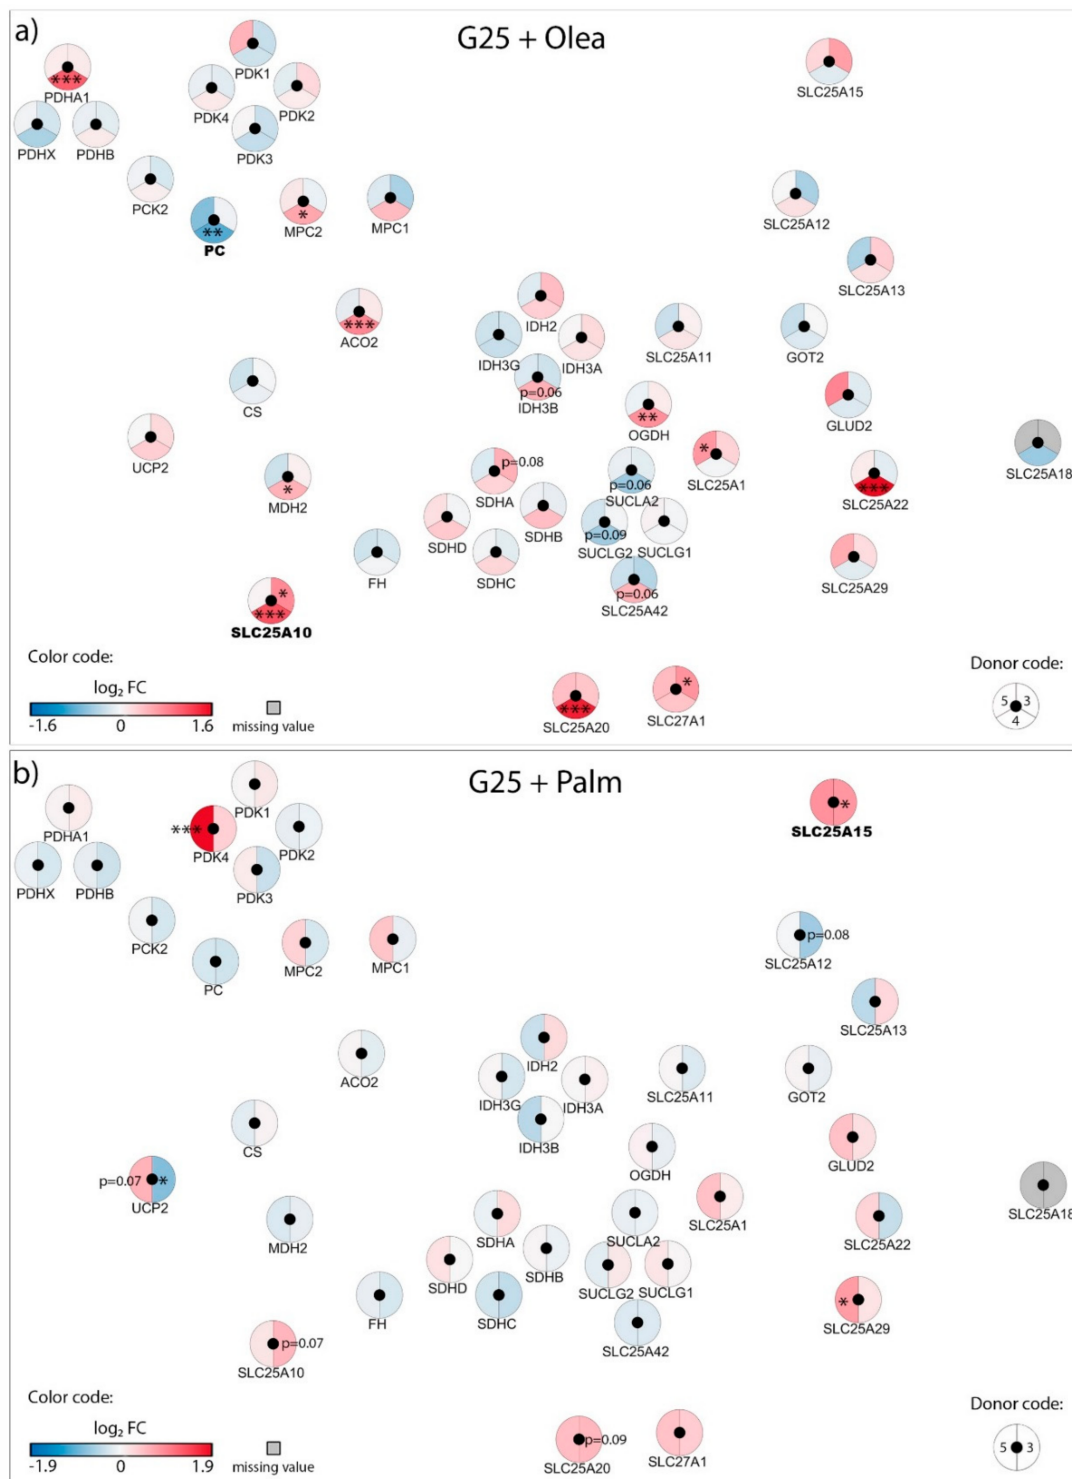 a)
G25 + Olea
PDK1
SLC25A15
***
PDHA1
PDK4
PDK2
PDHX
PDHB
PDK3
PCK2
SLC25A12
*
MPC2
MPC1
**
PC
SLC25A13
***
ACO2
IDH2
IDH3G
IDH3A
SLC25A11
GOT2
p=0.06
IDH3B
CS
**
OGDH
GLUD2
UCP2
*
SLC25A1
SLC25A18
p=0.08
SDHA
p=0.06
SUCLA2
***
SLC25A22
*
MDH2
SDHD
SDHB
p=0.09
SUCLG2
SUCLG1
FH
SDHC
SLC25A29
p=0.06
SLC25A42
*
***
SLC25A10
Color code:
log2 FC
-1.6
0
1.6
missing value
***
SLC25A20
*
SLC27A1
Donor code:
5
3
4
b)
G25 + Palm
PDK1
*
SLC25A15
PDHA1
***
PDK4
PDK2
PDHX
PDHB
PDK3
PCK2
PC
MPC2
MPC1
p=0.08
SLC25A12
SLC25A13
ACO2
IDH2
IDH3G
IDH3A
SLC25A11
GOT2
CS
IDH3B
OGDH
GLUD2
p=0.07
*
UCP2
SLC25A1
SLC25A18
MDH2
SDHA
SUCLA2
SLC25A22
SDHD
SDHB
SUCLG2
SUCLG1
FH
SDHC
*
SLC25A29
p=0.07
SLC25A10
SLC25A42
Color code:
log2 FC
-1.9
0
1.9
missing value
p=0.09
SLC25A20
SLC27A1
Donor code:
5
3